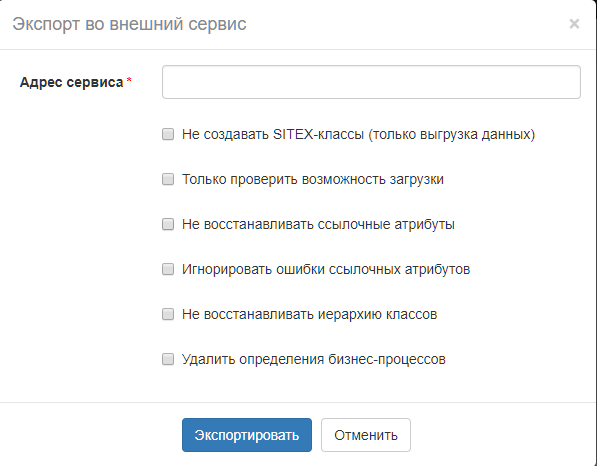 Экспорт во внешний сервис ×
Адрес сервиса *
Не создавать SITEX-классы (только выгрузка данных)
Только проверить возможность загрузки
Не восстанавливать ссылочные атрибуты
Игнорировать ошибки ссылочных атрибутов
Не восстанавливать иерархию классов
Удалить определения бизнес-процессов
Экспортировать Отменить